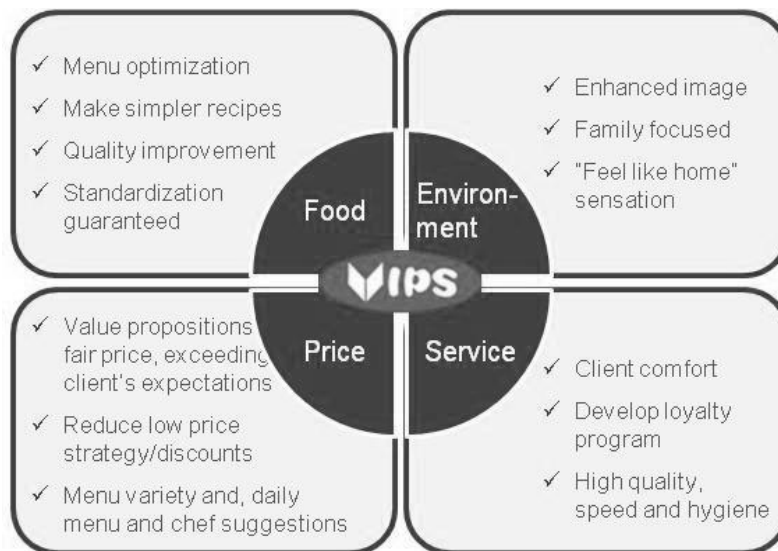 ✓ Menu optimization
✓ Make simpler recipes
✓ Quality improvement
✓ Standardization
guaranteed
Food
✓ Enhanced image
✓ Family focused
✓ "Feel like home"
sensation
Environ-
ment
VIPS
✓ Value propositions
fair price, exceeding
client's expectations
✓ Reduce low price
strategy/discounts
✓ Menu variety and, daily
menu and chef suggestions
Price
Service
✓ Client comfort
✓ Develop loyalty
program
✓ High quality,
speed and hygiene